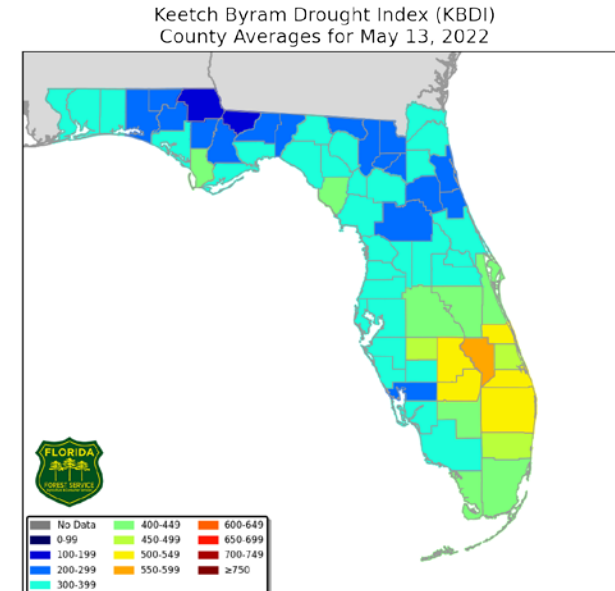 Keetch Byram Drought Index (KBDI)
County Averages for May 13, 2022
FLORIDA
FOREST SERVICE
No Data
0-99
100-199
200-299
300-399
400-449
450-499
500-549
550-599
600-649
650-699
700-749
≥750